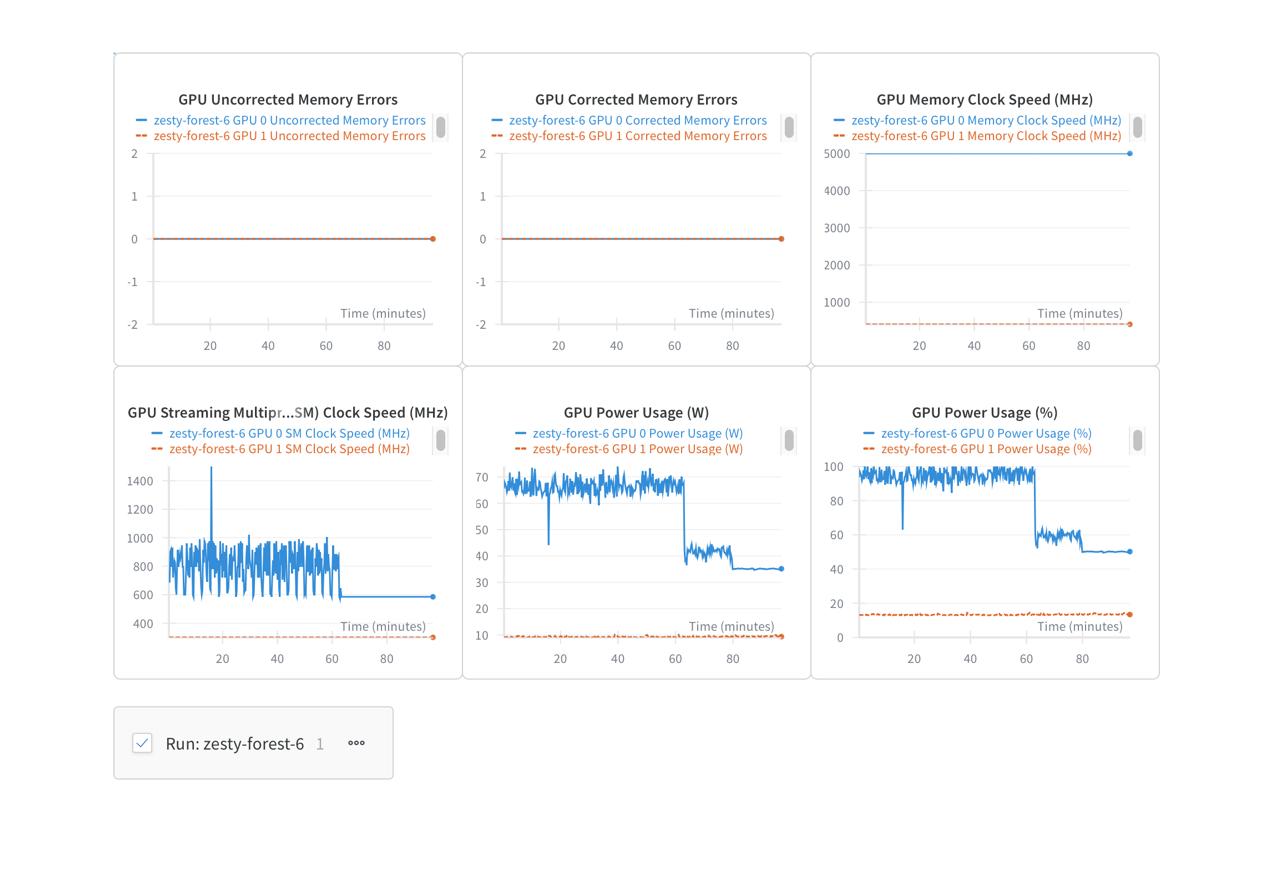 GPU Uncorrected Memory Errors
zesty-forest-6 GPU 0 Uncorrected Memory Errors
zesty-forest-6 GPU 1 Uncorrected Memory Errors
2
1
0
-1
-2
Time (minutes)
20 40 60 80
GPU Corrected Memory Errors
zesty-forest-6 GPU 0 Corrected Memory Errors
zesty-forest-6 GPU 1 Corrected Memory Errors
2
1
0
-1
-2
Time (minutes)
20 40 60 80
GPU Memory Clock Speed (MHz)
zesty-forest-6 GPU 0 Memory Clock Speed (MHz)
zesty-forest-6 GPU 1 Memory Clock Speed (MHz)
5000
4000
3000
2000
1000
Time (minutes)
20 40 60 80
GPU Streaming Multipr...SM) Clock Speed (MHz)
zesty-forest-6 GPU 0 SM Clock Speed (MHz)
zesty-forest-6 GPU 1 SM Clock Speed (MHz)
1400
1200
1000
800
600
400
Time (minutes)
20 40 60 80
GPU Power Usage (W)
zesty-forest-6 GPU 0 Power Usage (W)
zesty-forest-6 GPU 1 Power Usage (W)
70
60
50
40
30
20
10
Time (minutes)
20 40 60 80
GPU Power Usage (%)
zesty-forest-6 GPU 0 Power Usage (%)
zesty-forest-6 GPU 1 Power Usage (%)
100
80
60
40
20
0
Time (minutes)
20 40 60 80
Run: zesty-forest-6 1